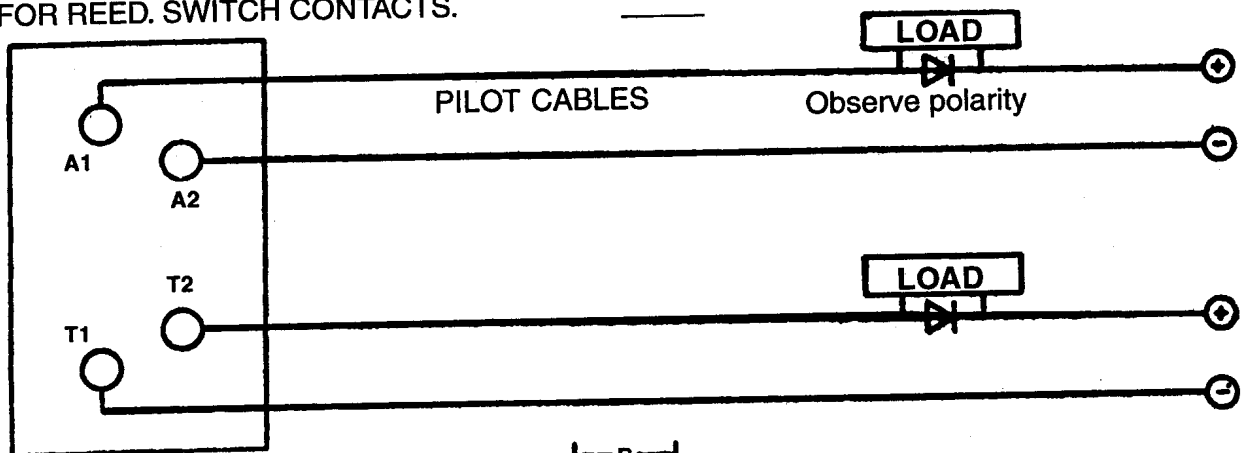 FOR REED. SWITCH CONTACTS.
LOAD
+
PILOT CABLES
Observe polarity
A1
-
A2
T2
LOAD
T1
+
-